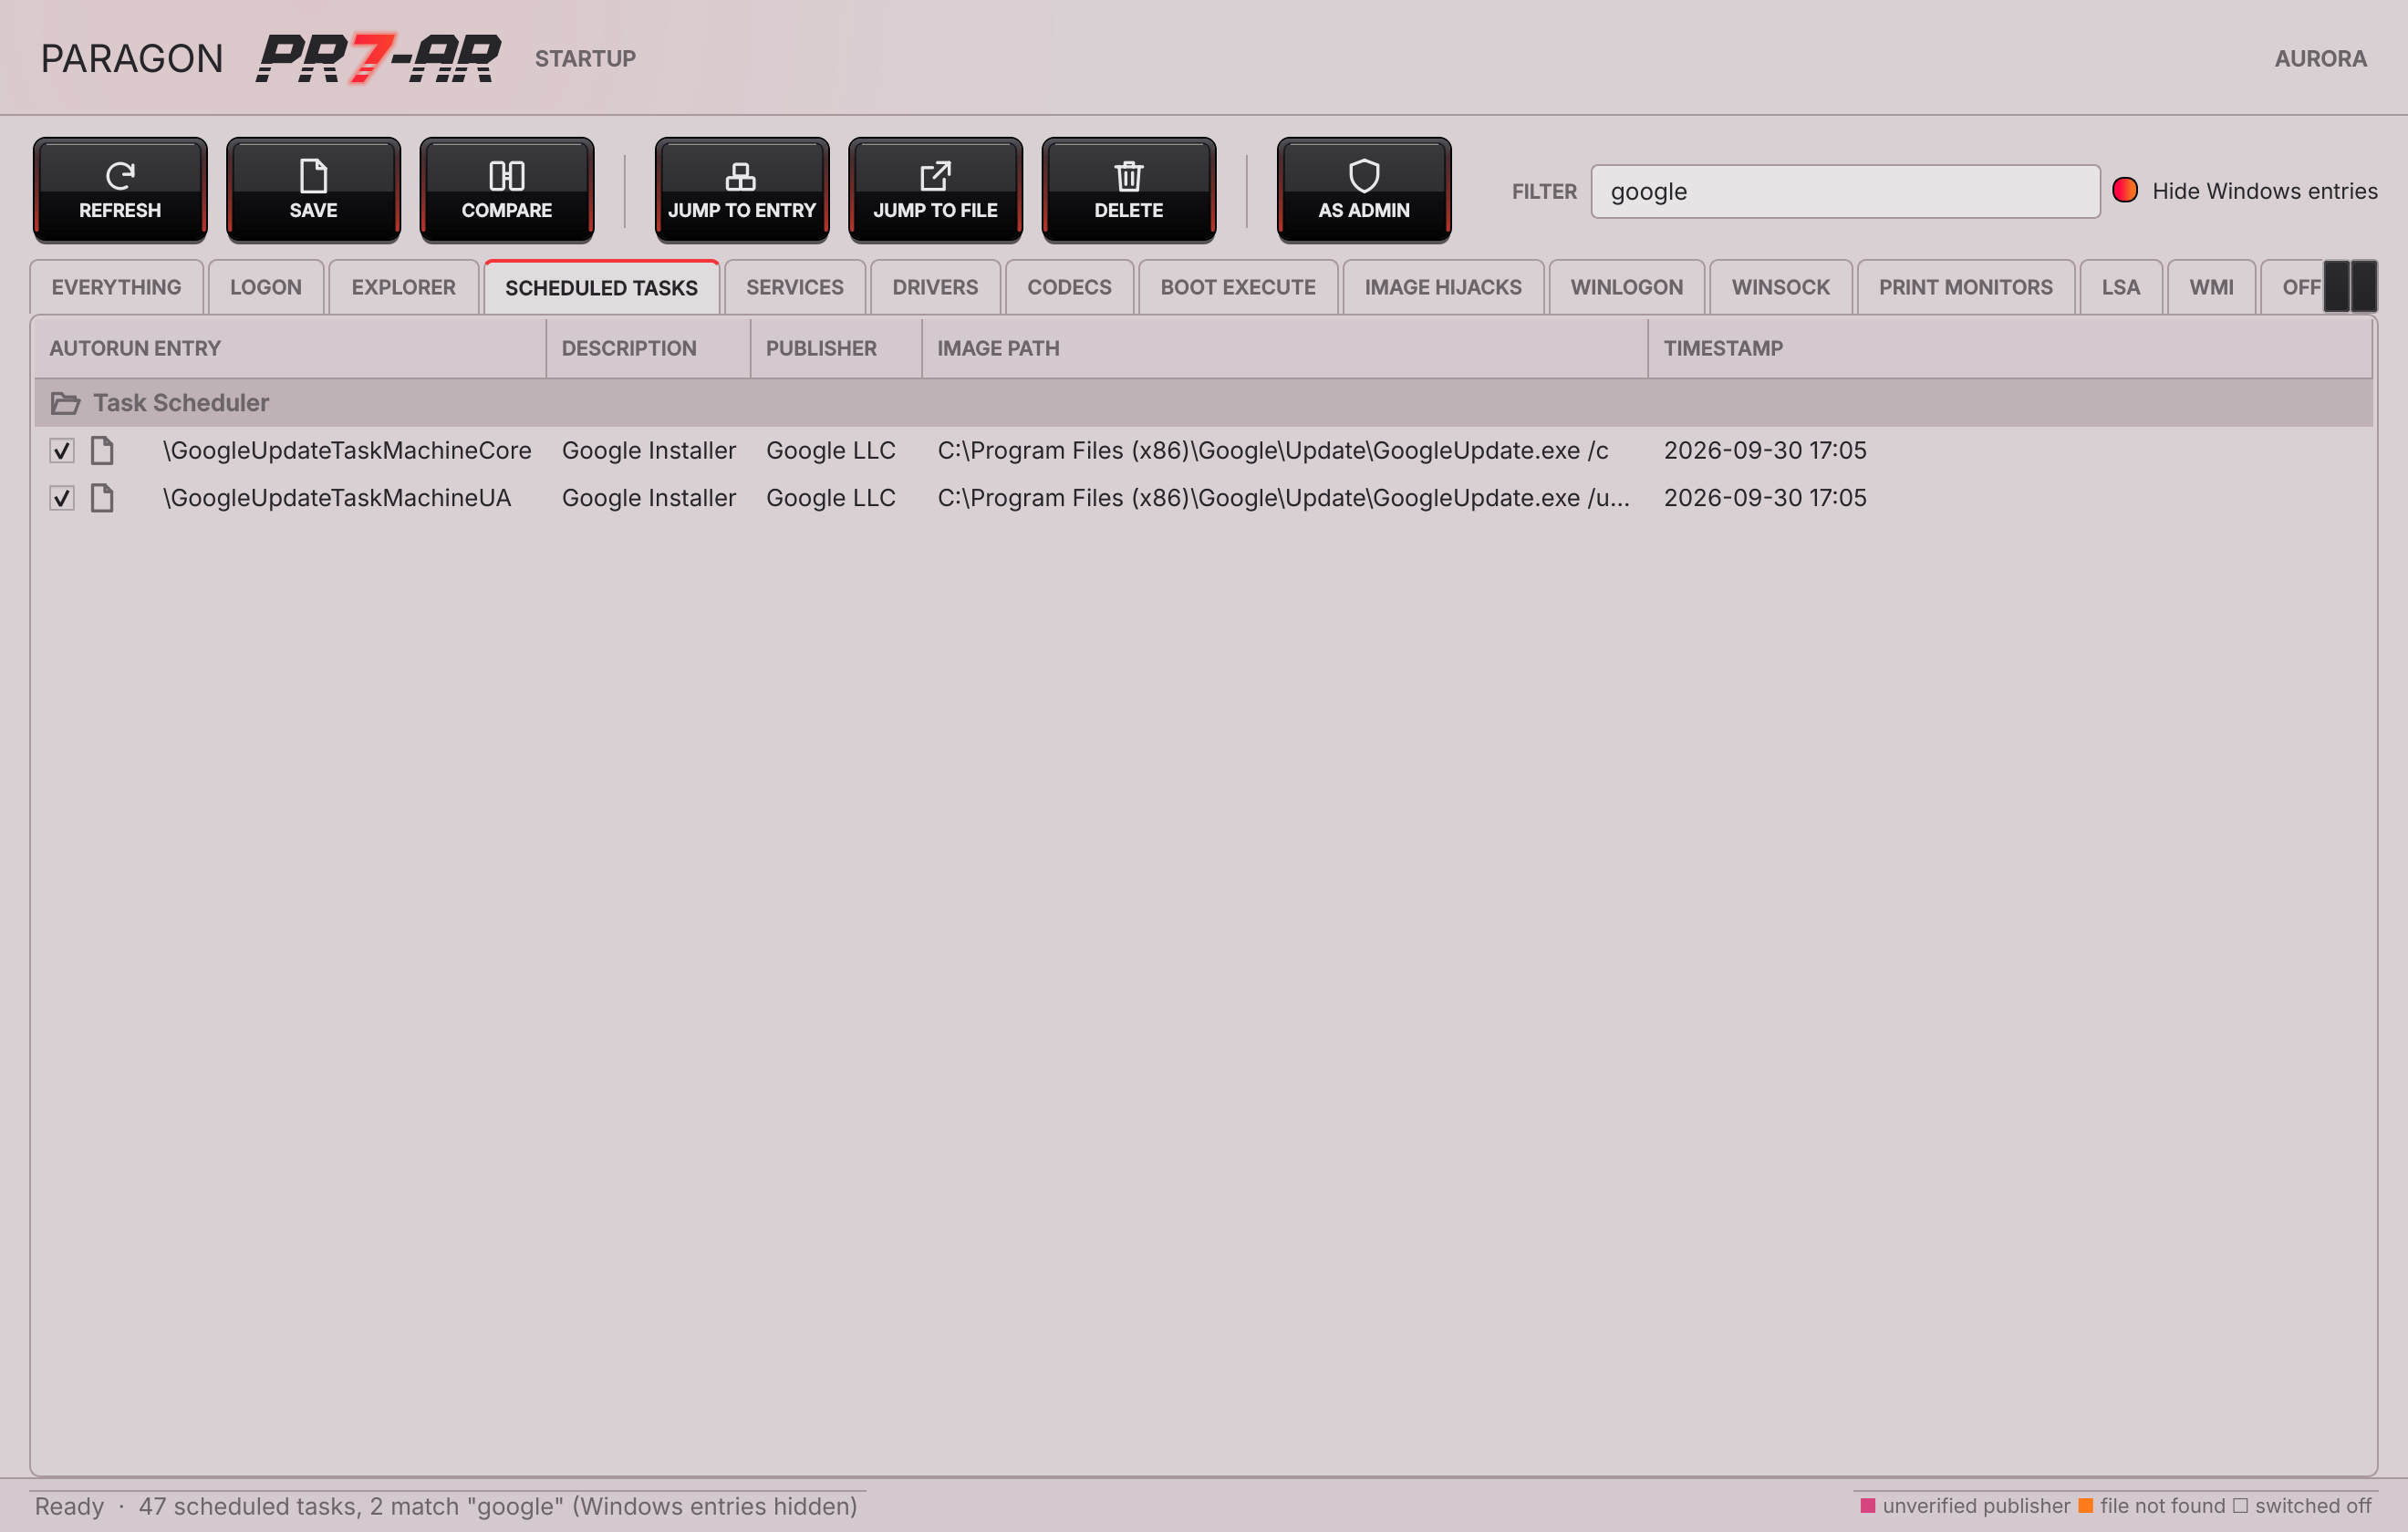 PARAGON PR7-AR STARTUP AURORA
REFRESH SAVE COMPARE JUMP TO ENTRY JUMP TO FILE DELETE AS ADMIN FILTER google Hide Windows entries
EVERYTHING LOGON EXPLORER SCHEDULED TASKS SERVICES DRIVERS CODECS BOOT EXECUTE IMAGE HIJACKS WINLOGON WINSOCK PRINT MONITORS LSA WMI OFF
AUTORUN ENTRY DESCRIPTION PUBLISHER IMAGE PATH TIMESTAMP
Task Scheduler
\GoogleUpdateTaskMachineCore Google Installer Google LLC C:\Program Files (x86)\Google\Update\GoogleUpdate.exe /c 2026-09-30 17:05
\GoogleUpdateTaskMachineUA Google Installer Google LLC C:\Program Files (x86)\Google\Update\GoogleUpdate.exe /u... 2026-09-30 17:05
Ready · 47 scheduled tasks, 2 match "google" (Windows entries hidden) unverified publisher file not found switched off